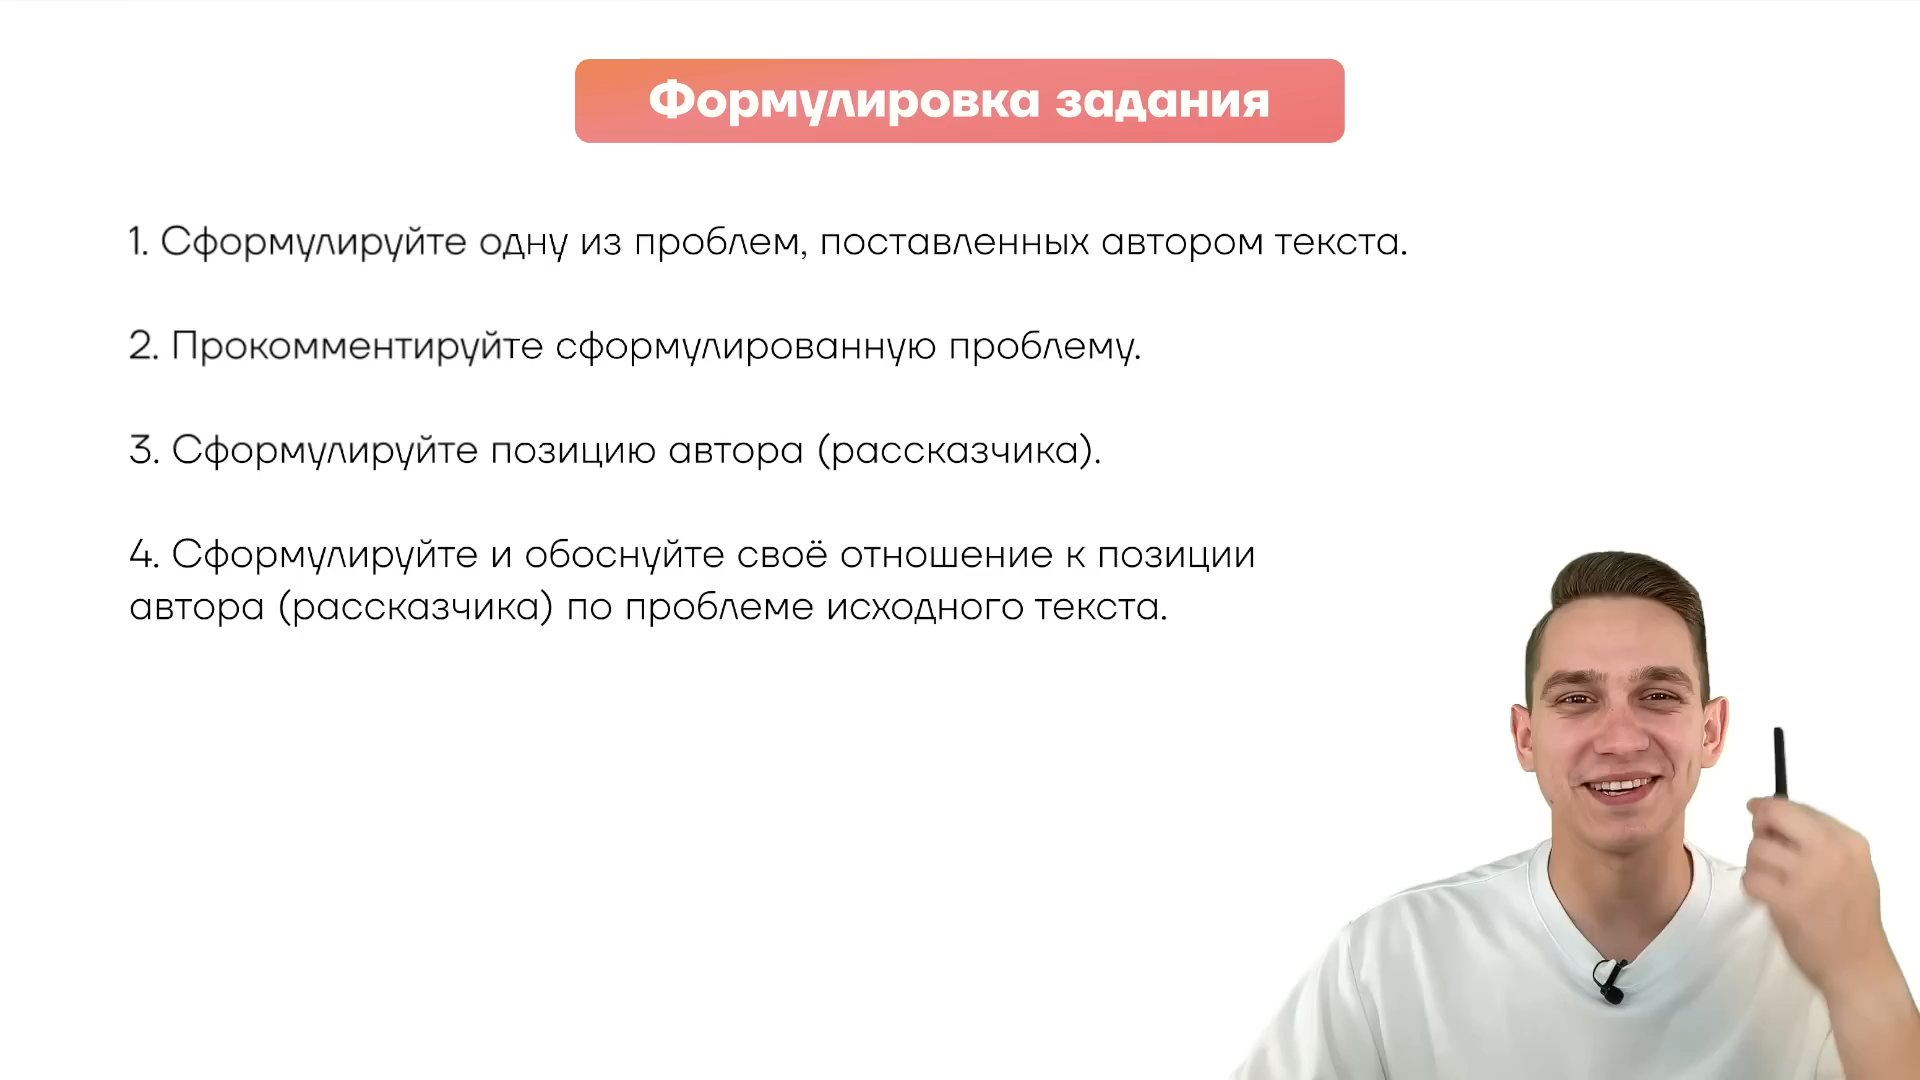 Формулировка задания
1. Сформулируйте одну из проблем, поставленных автором текста.
2. Прокомментируйте сформулированную проблему.
3. Сформулируйте позицию автора (рассказчика).
4. Сформулируйте и обоснуйте своё отношение к позиции
автора (рассказчика) по проблеме исходного текста.